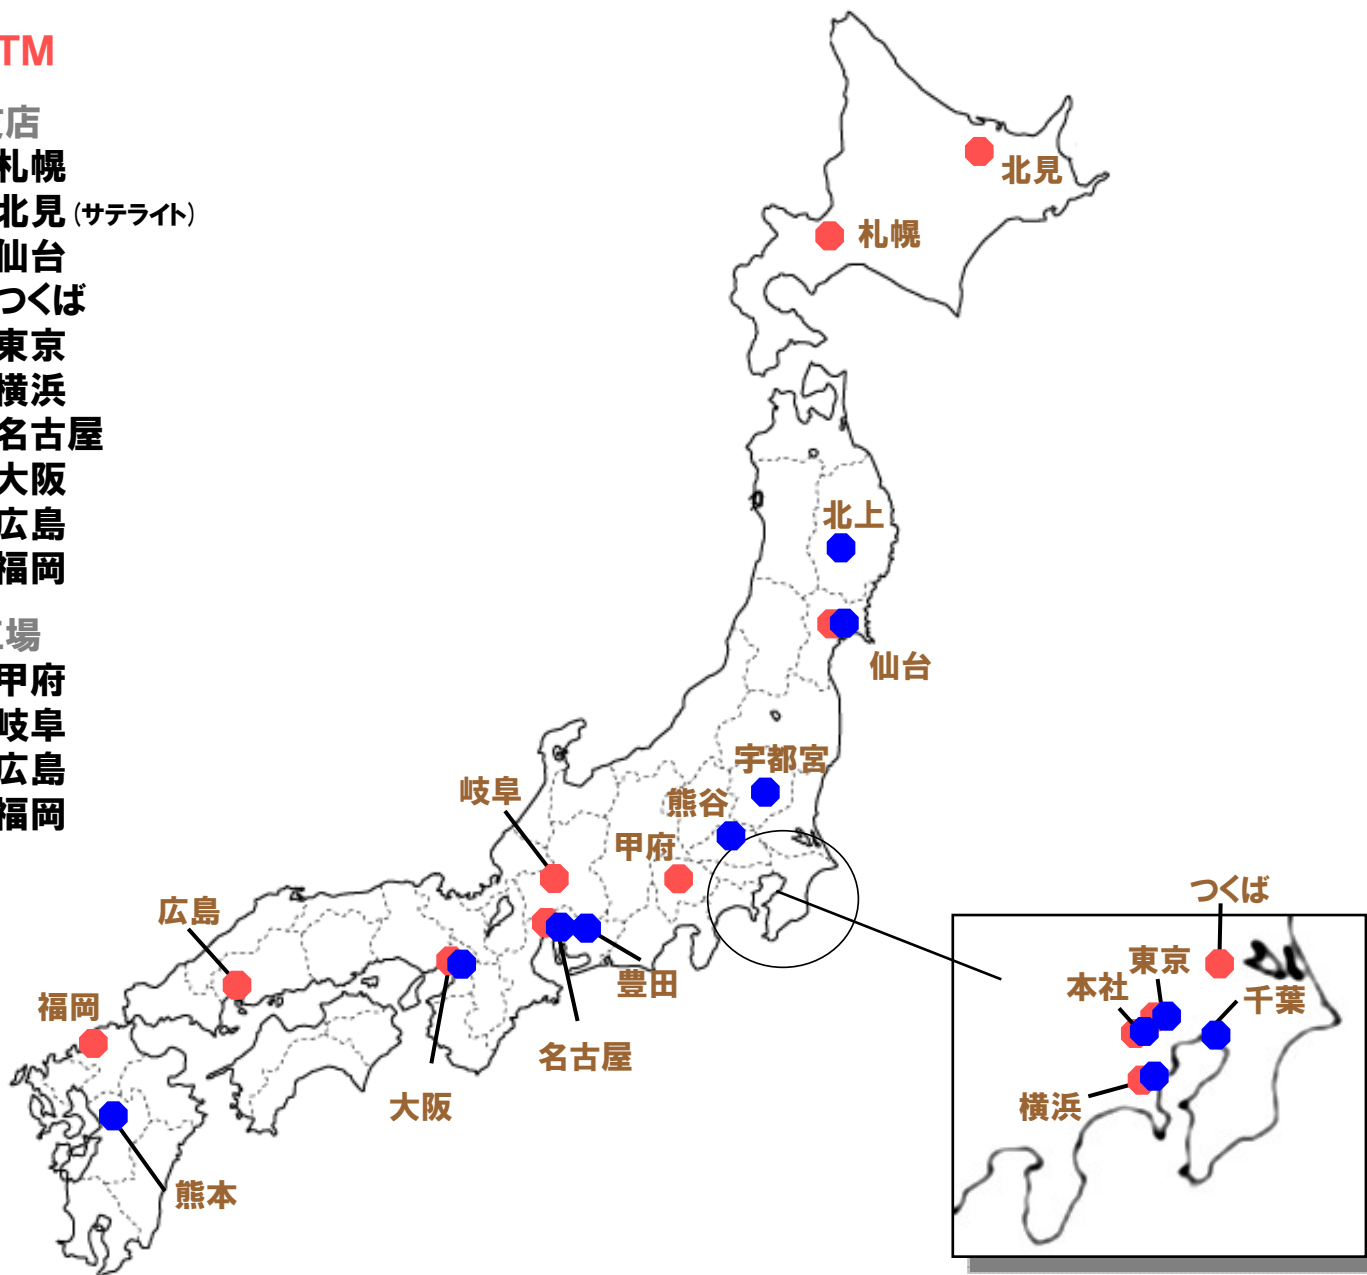 TM
支店
札幌
北見 (サテライト)
仙台
つくば
東京
横浜
名古屋
大阪
広島
福岡
工場
甲府
岐阜
広島
福岡
北見
札幌
北上
仙台
宇都宮
熊谷
岐阜
甲府
広島
豊田
福岡
名古屋
大阪
熊本
つくば
東京
本社
千葉
横浜